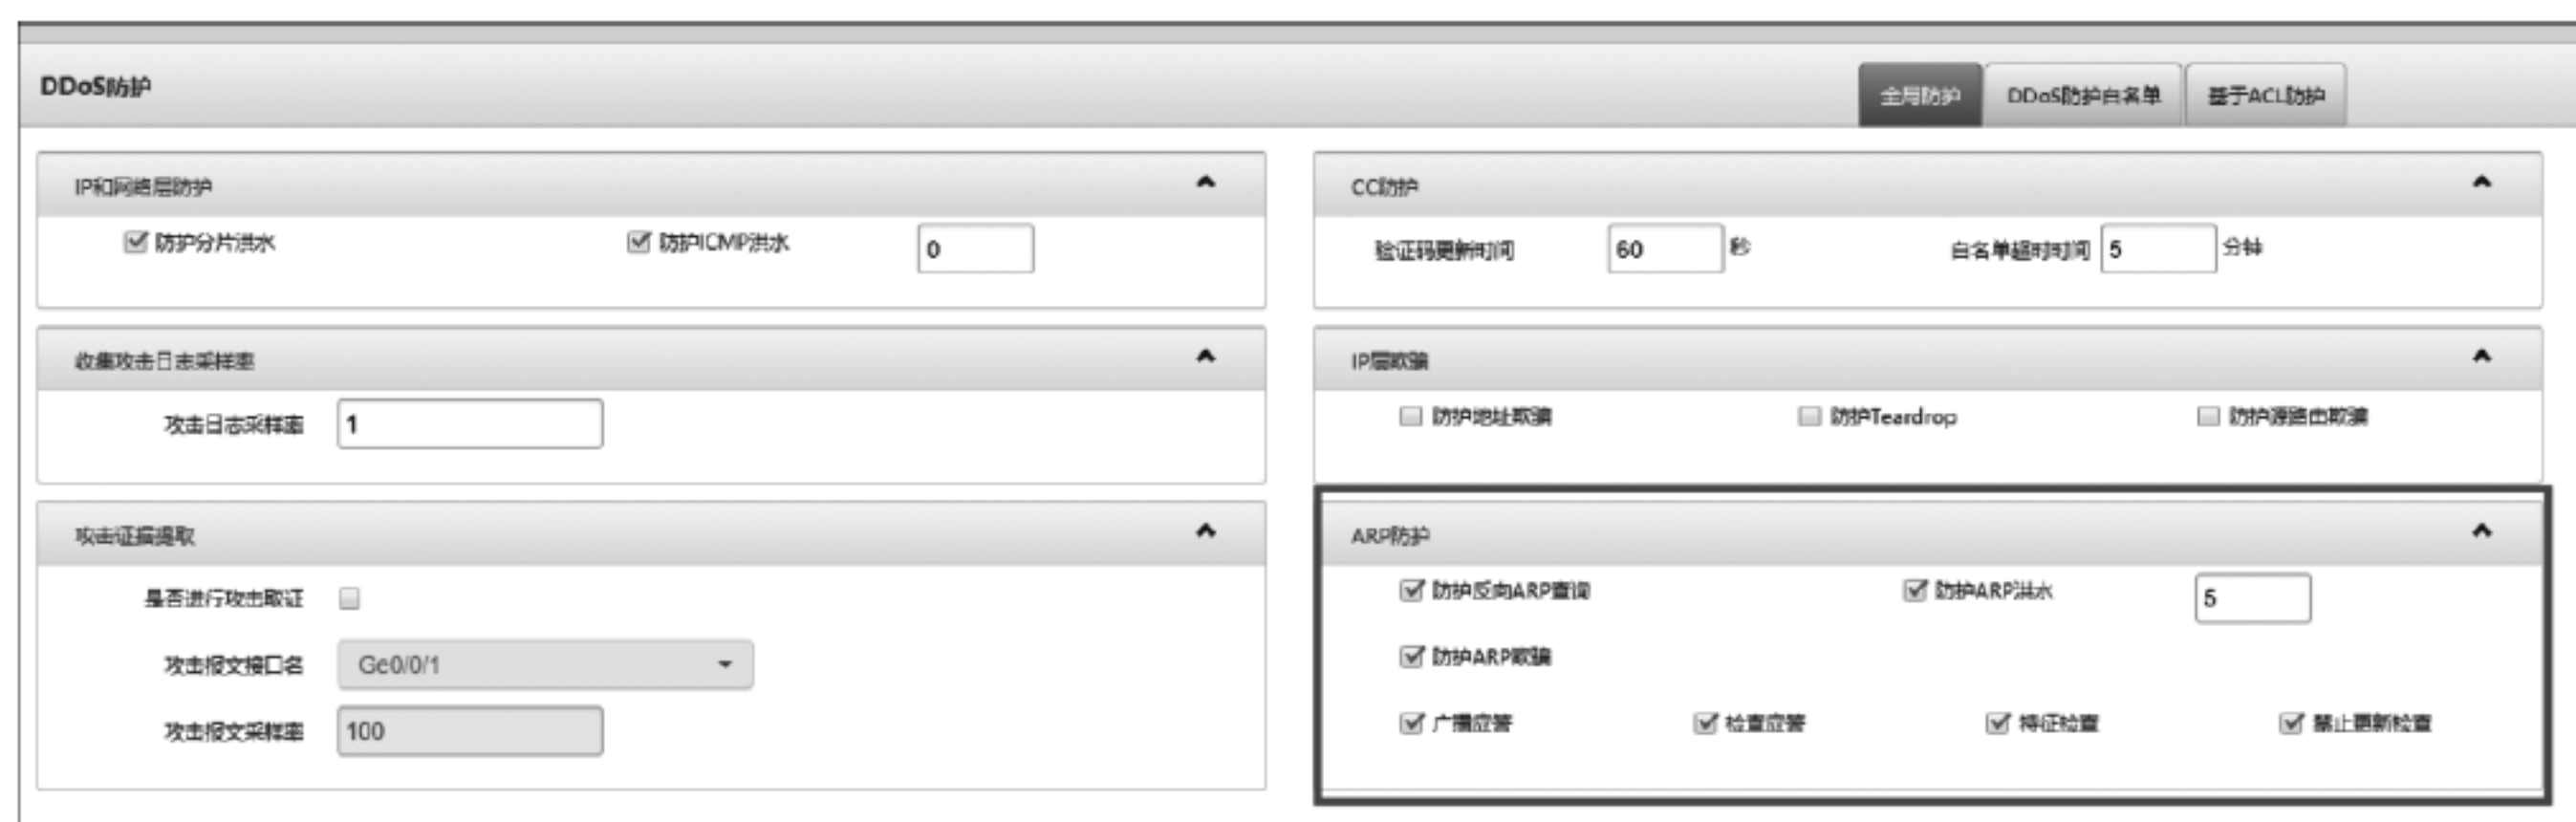 DDoS防护
全局防护 DDoS防护白名单 基于ACL防护
IP和网络层防护
防护分片洪水 防护ICMP洪水 0
CC防护
验证码更新时间 60 秒 白名单超时时间 5 分钟
收集攻击日志采样率
攻击日志采样率 1
IP层欺骗
防护地址欺骗 防护Teardrop 防护源路由欺骗
攻击证据提取
是否进行攻击取证
攻击报文接口名 Ge0/0/1
攻击报文采样率 100
ARP防护
防护反向ARP查询 防护ARP洪水 5
防护ARP欺骗
广播应答 检查应答 特征检查 禁止更新检查